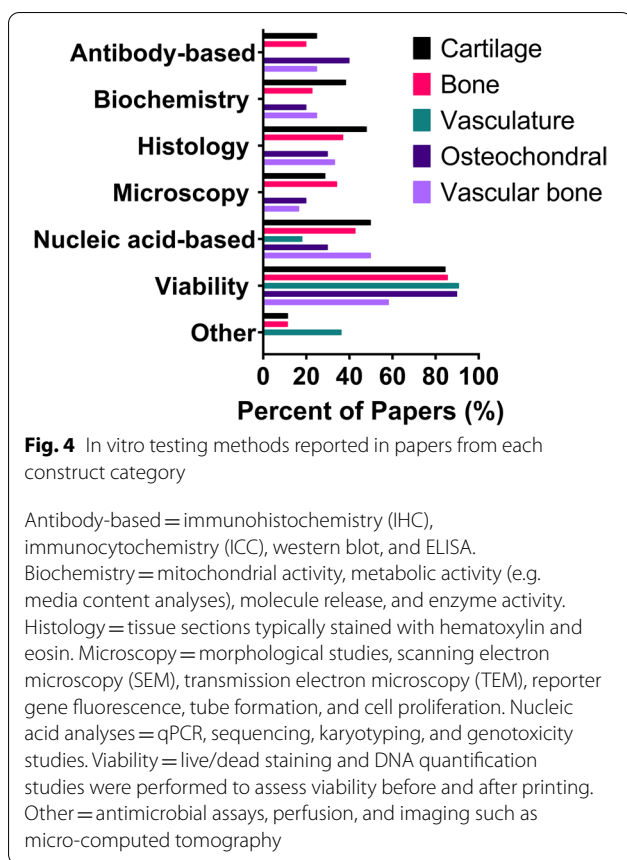 Antibody-based
Biochemistry
Histology
Microscopy
Nucleic acid-based
Viability
Other
Cartilage
Bone
Vasculature
Osteochondral
Vascular bone
0 20 40 60 80 100
Percent of Papers (%)
Fig. 4 In vitro testing methods reported in papers from each
construct category
Antibody-based = immunohistochemistry (IHC),
immunocytochemistry (ICC), western blot, and ELISA.
Biochemistry = mitochondrial activity, metabolic activity (e.g.
media content analyses), molecule release, and enzyme activity.
Histology = tissue sections typically stained with hematoxylin and
eosin. Microscopy = morphological studies, scanning electron
microscopy (SEM), transmission electron microscopy (TEM), reporter
gene fluorescence, tube formation, and cell proliferation. Nucleic
acid analyses = qPCR, sequencing, karyotyping, and genotoxicity
studies. Viability = live/dead staining and DNA quantification
studies were performed to assess viability before and after printing.
Other = antimicrobial assays, perfusion, and imaging such as
micro-computed tomography